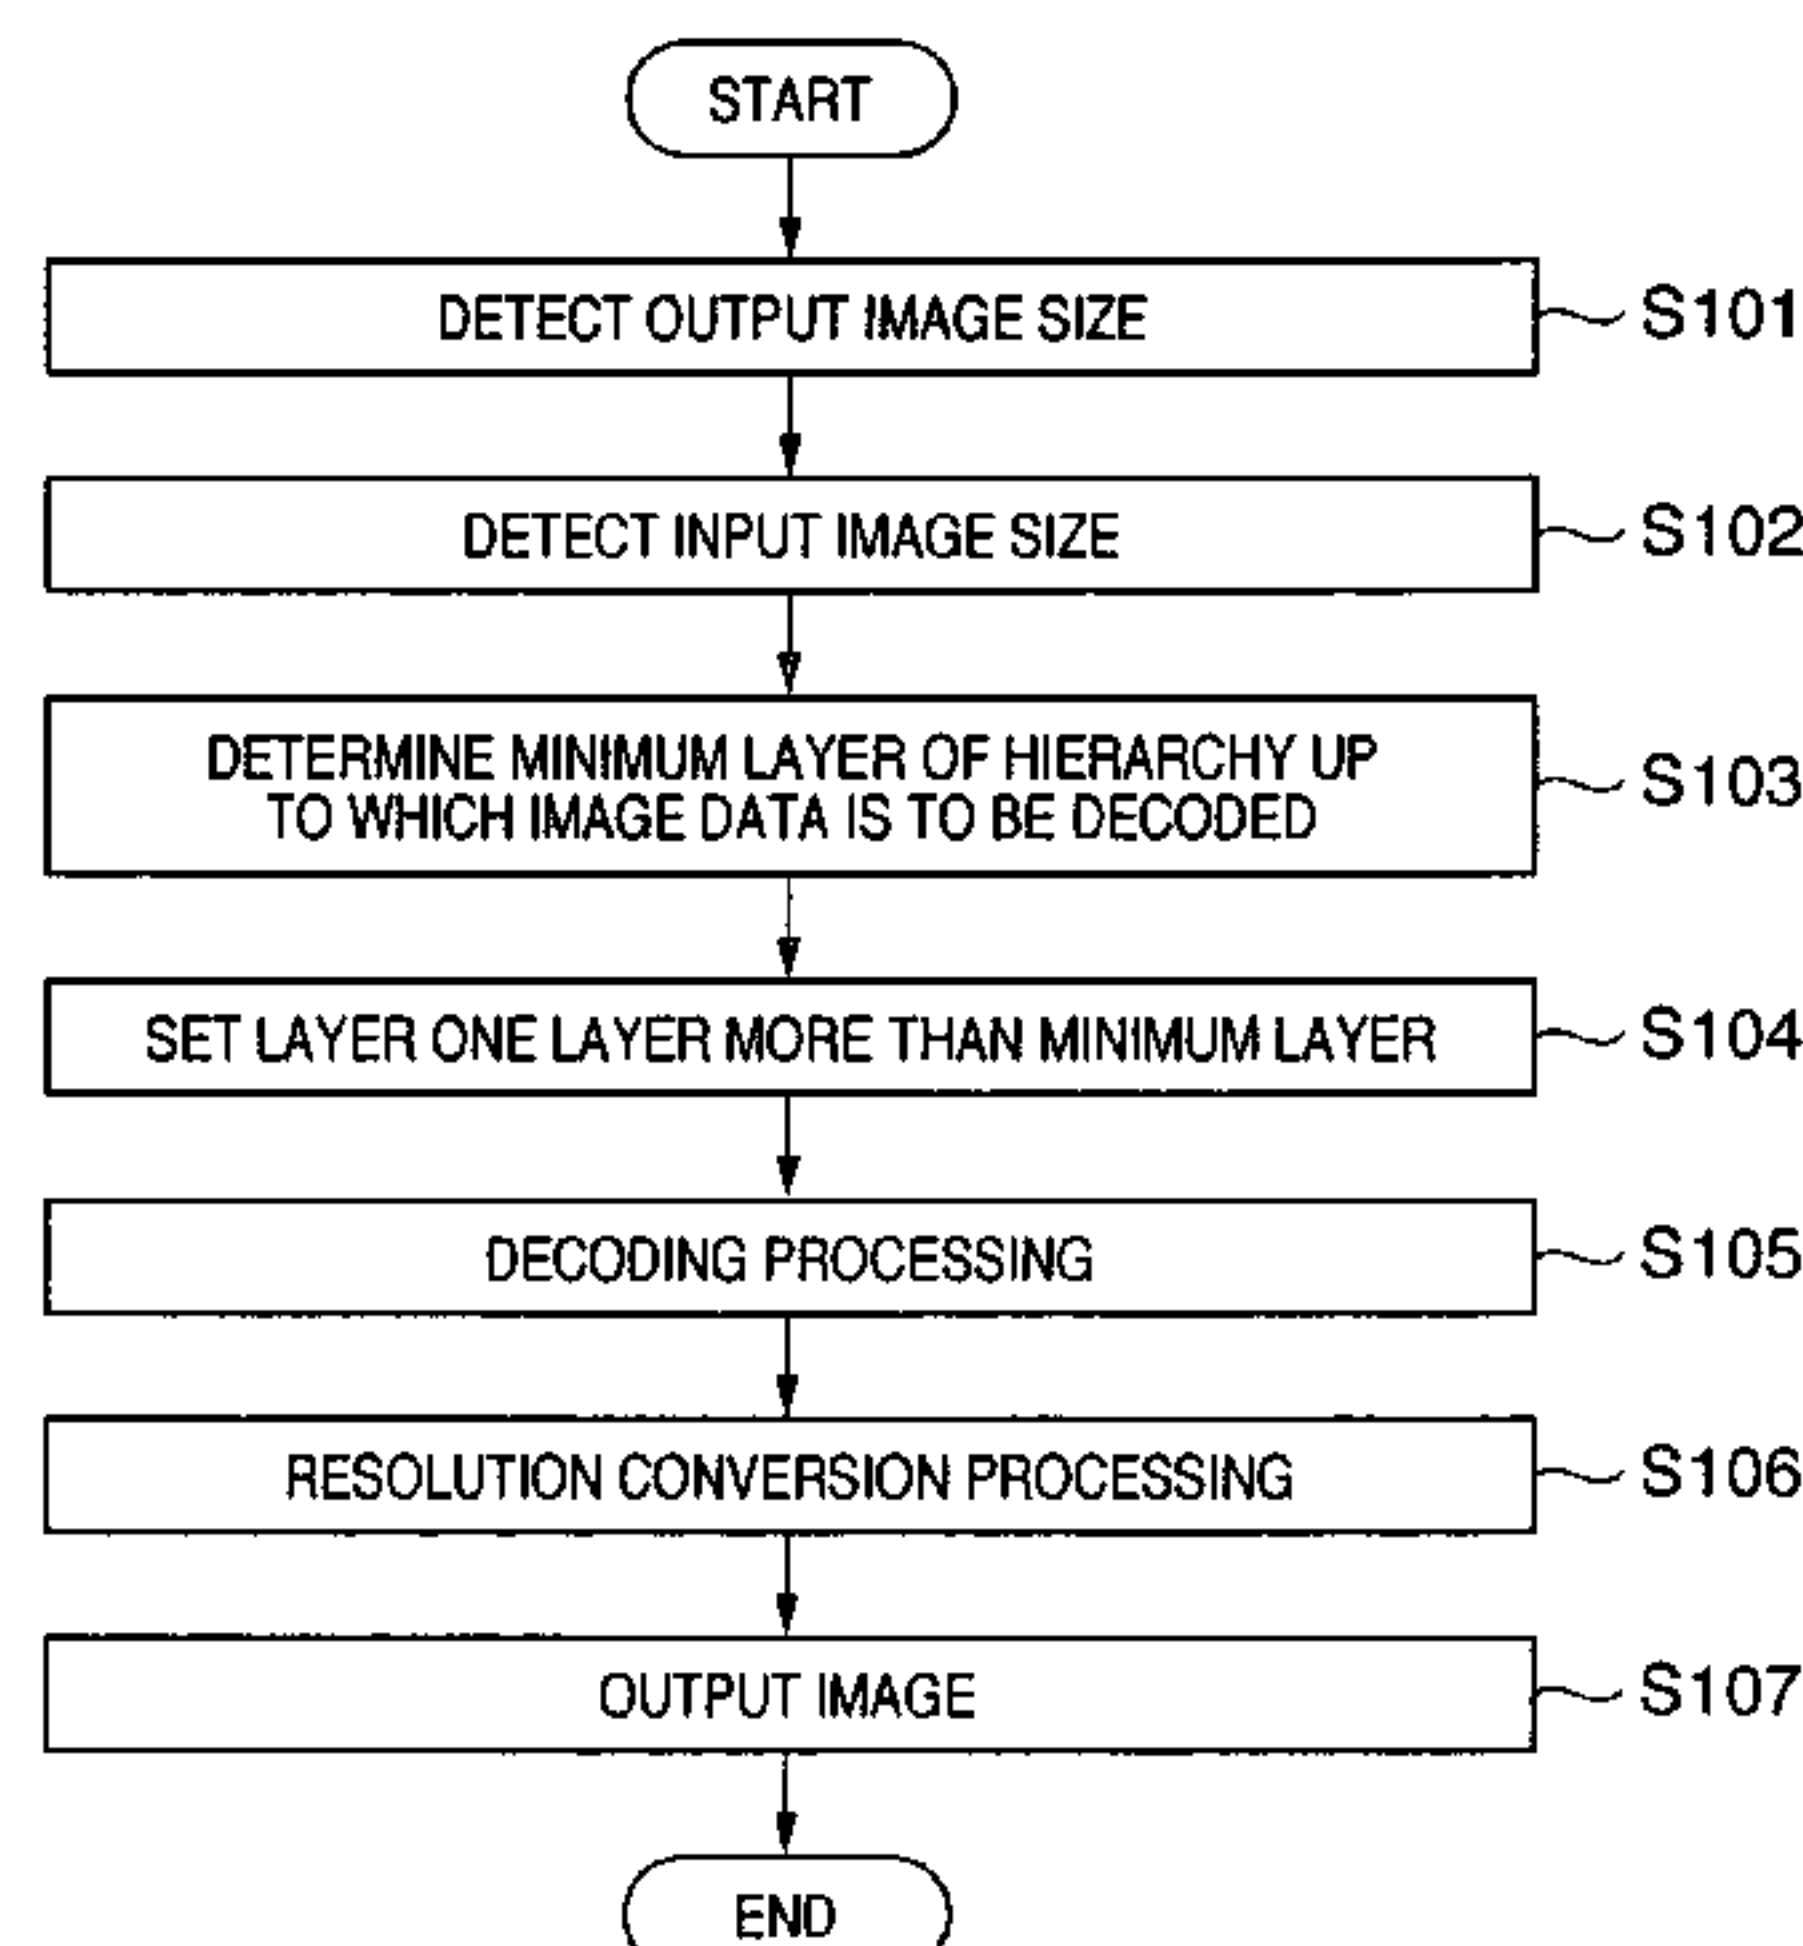 START
DETECT OUTPUT IMAGE SIZE
S101
DETECT INPUT IMAGE SIZE
S102
DETERMINE MINIMUM LAYER OF HIERARCHY UP
TO WHICH IMAGE DATA IS TO BE DECODED
S103
SET LAYER ONE LAYER MORE THAN MINIMUM LAYER
S104
DECODING PROCESSING
S105
RESOLUTION CONVERSION PROCESSING
S106
OUTPUT IMAGE
S107
END